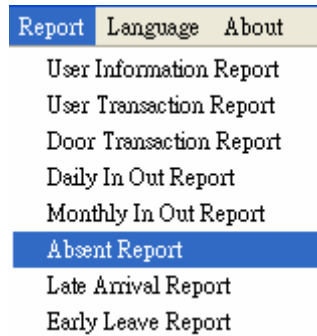 Report Language About
User Information Report
User Transaction Report
Door Transaction Report
Daily In Out Report
Monthly In Out Report
Absent Report
Late Arrival Report
Early Leave Report